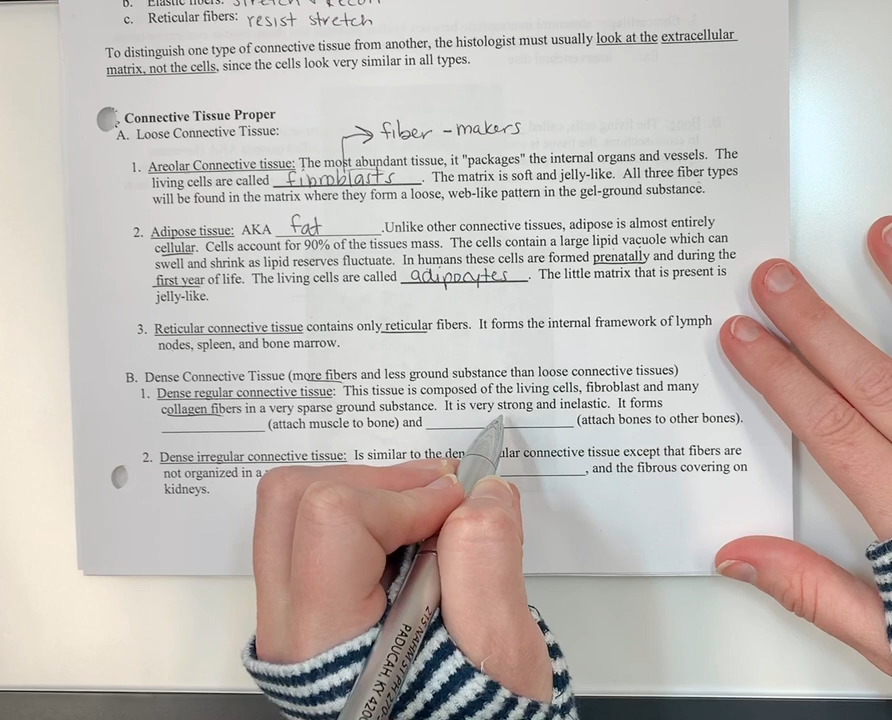 b. Elastic fibers: stretch & recoil
c. Reticular fibers: resist stretch
To distinguish one type of connective tissue from another, the histologist must usually look at the extracellular
matrix, not the cells, since the cells look very similar in all types.
Connective Tissue Proper
A. Loose Connective Tissue:
fiber - makers
1. Areolar Connective tissue: The most abundant tissue, it "packages" the internal organs and vessels. The
living cells are called fibroblasts. The matrix is soft and jelly-like. All three fiber types
will be found in the matrix where they form a loose, web-like pattern in the gel-ground substance.
2. Adipose tissue: AKA fat .Unlike other connective tissues, adipose is almost entirely
cellular. Cells account for 90% of the tissues mass. The cells contain a large lipid vacuole which can
swell and shrink as lipid reserves fluctuate. In humans these cells are formed prenatally and during the
first year of life. The living cells are called adipocytes. The little matrix that is present is
jelly-like.
3. Reticular connective tissue contains only reticular fibers. It forms the internal framework of lymph
nodes, spleen, and bone marrow.
B. Dense Connective Tissue (more fibers and less ground substance than loose connective tissues)
1. Dense regular connective tissue: This tissue is composed of the living cells, fibroblast and many
collagen fibers in a very sparse ground substance. It is very strong and inelastic. It forms
____________ (attach muscle to bone) and ____________ (attach bones to other bones).
2. Dense irregular connective tissue: Is similar to the den ular connective tissue except that fibers are
not organized in a ____________, and the fibrous covering on
kidneys.
PADUCAH, KY